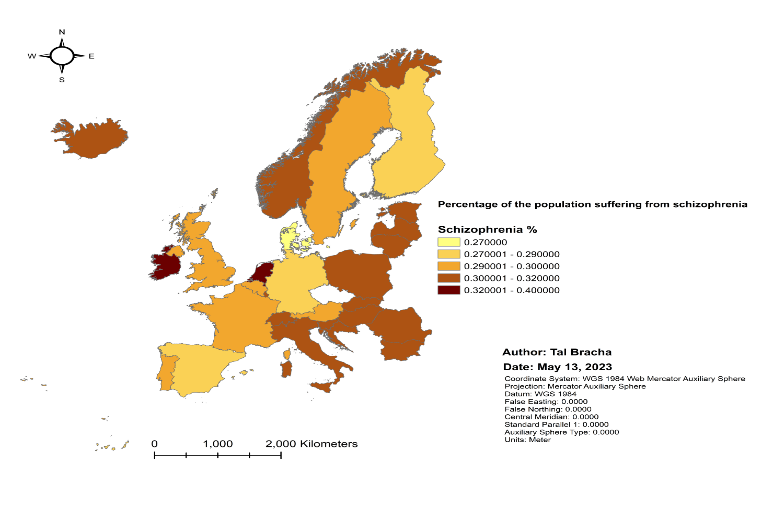 N
W E
S
Percentage of the population suffering from schizophrenia
Schizophrenia %
0.270000
0.270001 - 0.290000
0.290001 - 0.300000
0.300001 - 0.320000
0.320001 - 0.400000
Author: Tal Bracha
Date: May 13, 2023
Coordinate System: WGS 1984 Web Mercator Auxiliary Sphere
Projection: Mercator Auxiliary Sphere
Datum: WGS 1984
False Easting: 0.0000
False Northing: 0.0000
Central Meridian: 0.0000
Standard Parallel 1: 0.0000
Auxiliary Sphere Type: 0.0000
Units: Meter
0 1,000 2,000 Kilometers